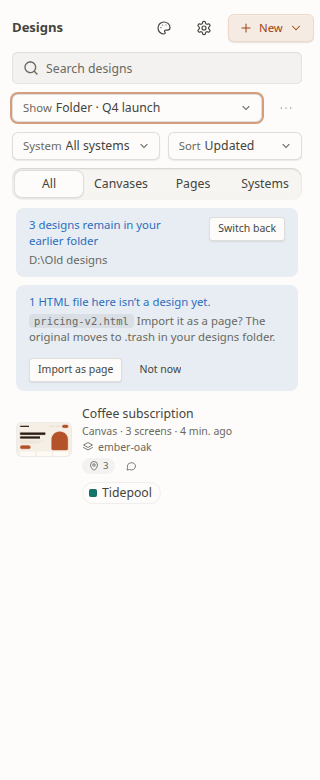 Designs
New
Search designs
Show Folder · Q4 launch
System All systems
Sort Updated
All Canvases Pages Systems
3 designs remain in your
earlier folder
Switch back
D:\Old designs
1 HTML file here isn't a design yet.
pricing-v2.html Import it as a page? The
original moves to .trash in your designs folder.
Import as page
Not now
Coffee subscription
Canvas · 3 screens · 4 min. ago
ember-oak
3
Tidepool